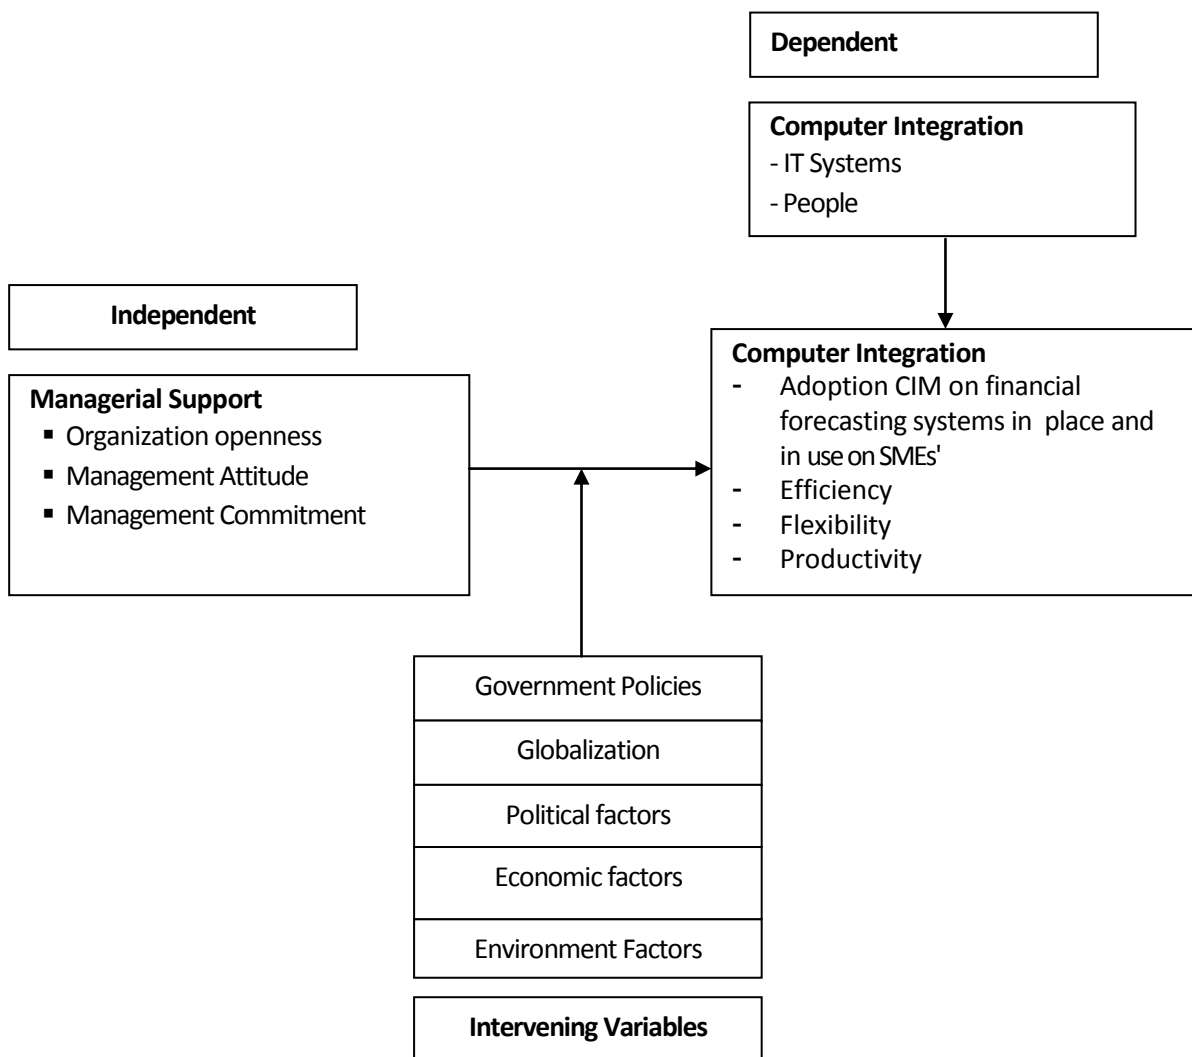 Dependent
Computer Integration
- IT Systems
- People
Independent
Managerial Support
▪ Organization openness
▪ Management Attitude
▪ Management Commitment
Computer Integration
- Adoption CIM on financial
forecasting systems in place and
in use on SMEs'
- Efficiency
- Flexibility
- Productivity
Government Policies
Globalization
Political factors
Economic factors
Environment Factors
Intervening Variables